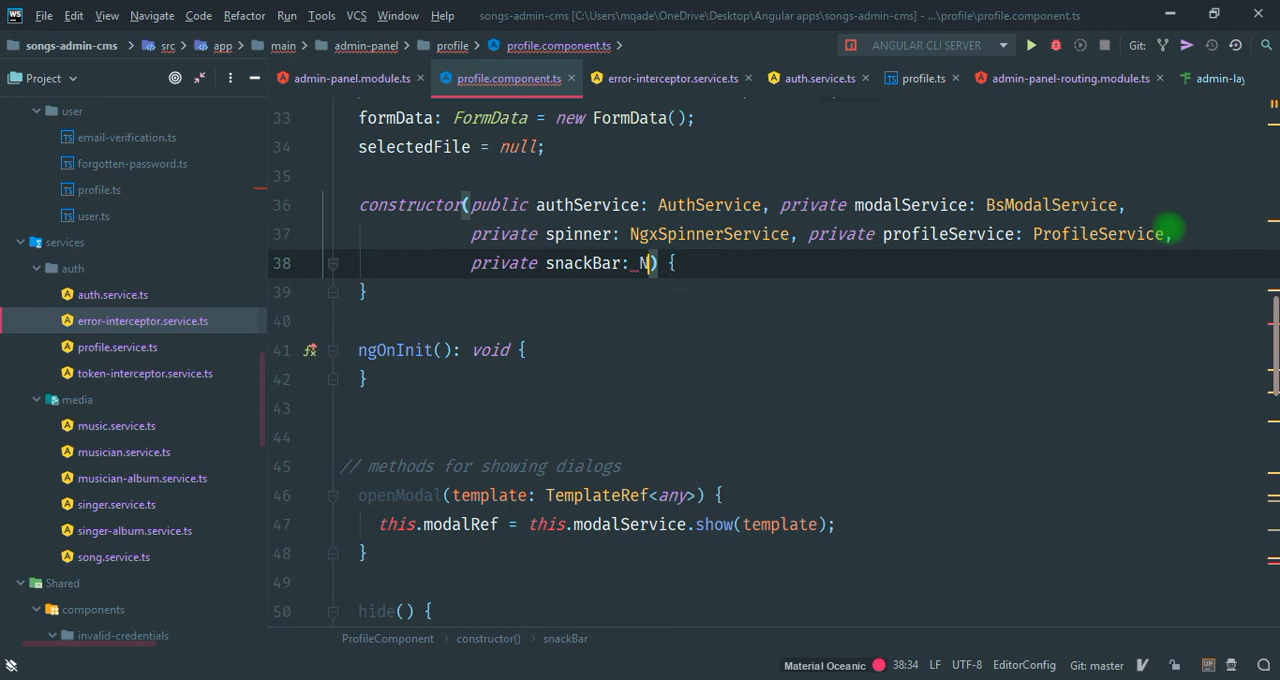 File Edit View Navigate Code Refactor Run Tools VCS Window Help songs-admin-cms [C:\Users\mqade\OneDrive\Desktop\Angular apps\songs-admin-cms] - ...\profile\profile.component.ts
songs-admin-cms src app main admin-panel profile profile.component.ts ANGULAR CLI SERVER Git:
Project admin-panel.module.ts profile.component.ts error-interceptor.service.ts auth.service.ts profile.ts admin-panel-routing.module.ts admin-lay
user
email-verification.ts
forgotten-password.ts
profile.ts
user.ts
services
auth
auth.service.ts
error-interceptor.service.ts
profile.service.ts
token-interceptor.service.ts
media
music.service.ts
musician.service.ts
musician-album.service.ts
singer.service.ts
singer-album.service.ts
song.service.ts
Shared
components
invalid-credentials
33 formData: FormData = new FormData();
34 selectedFile = null;
35
36 constructor(public authService: AuthService, private modalService: BsModalService,
37 private spinner: NgxSpinnerService, private profileService: ProfileService,
38 private snackBar: N) {
39 }
40
41 ngOnInit(): void {
42 }
43
44
45 // methods for showing dialogs
46 openModal(template: TemplateRef<any>) {
47 this.modalRef = this.modalService.show(template);
48 }
49
50 hide() {
ProfileComponent constructor() snackBar
Material Oceanic 38:34 LF UTF-8 EditorConfig Git: master